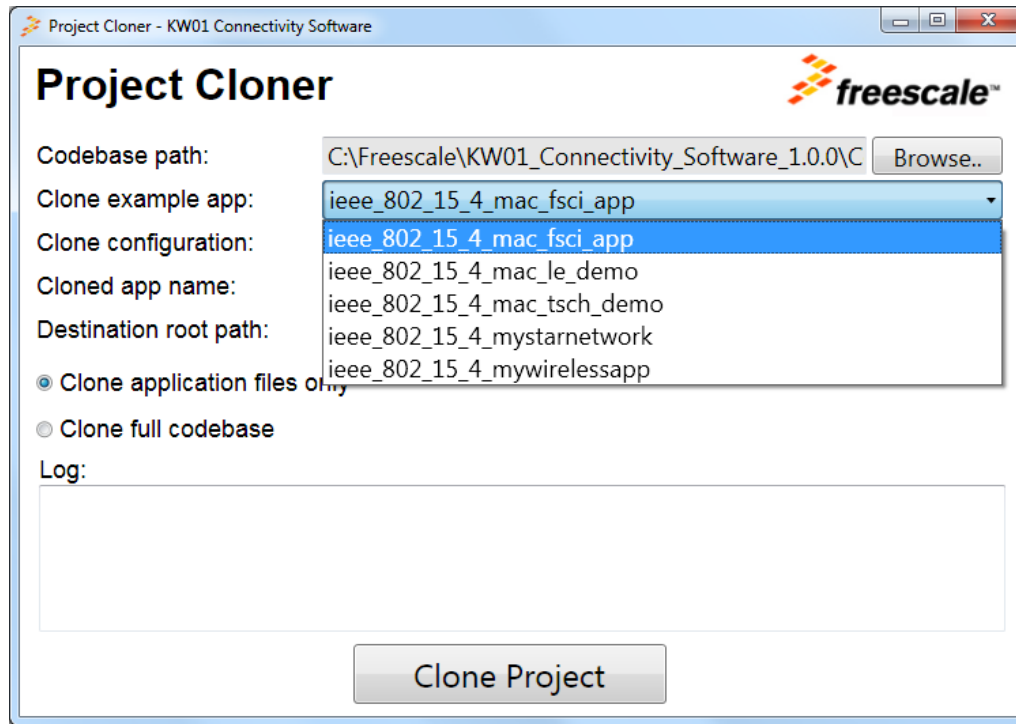 Project Cloner - KW01 Connectivity Software
Project Cloner
freescale™
Codebase path: C:\Freescale\KW01_Connectivity_Software_1.0.0\C Browse..
Clone example app: ieee_802_15_4_mac_fsci_app
Clone configuration: ieee_802_15_4_mac_fsci_app
ieee_802_15_4_mac_le_demo
Cloned app name:
ieee_802_15_4_mac_tsch_demo
Destination root path: ieee_802_15_4_mystarnetwork
ieee_802_15_4_mywirelessapp
Clone application files only
Clone full codebase
Log:
Clone Project